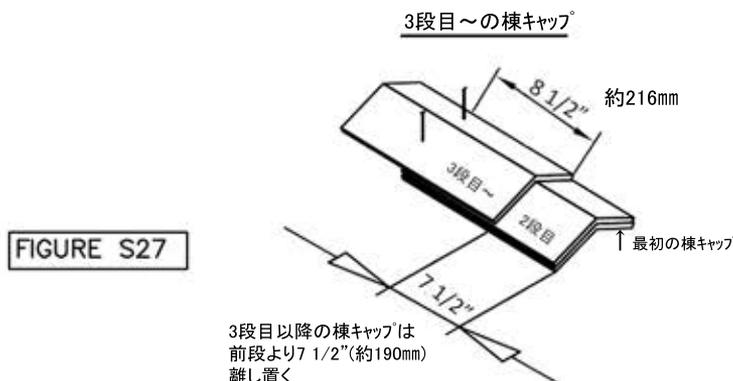 3段目～の棟ｷｬｯﾌﾟ
8 1/2”
約216㎜
3段目～
2段目
最初の棟ｷｬｯﾌﾟ
FIGURE S27
7 1/2”
3段目以降の棟ｷｬｯﾌﾟは
前段より7 1/2”(約190㎜)
離し置く